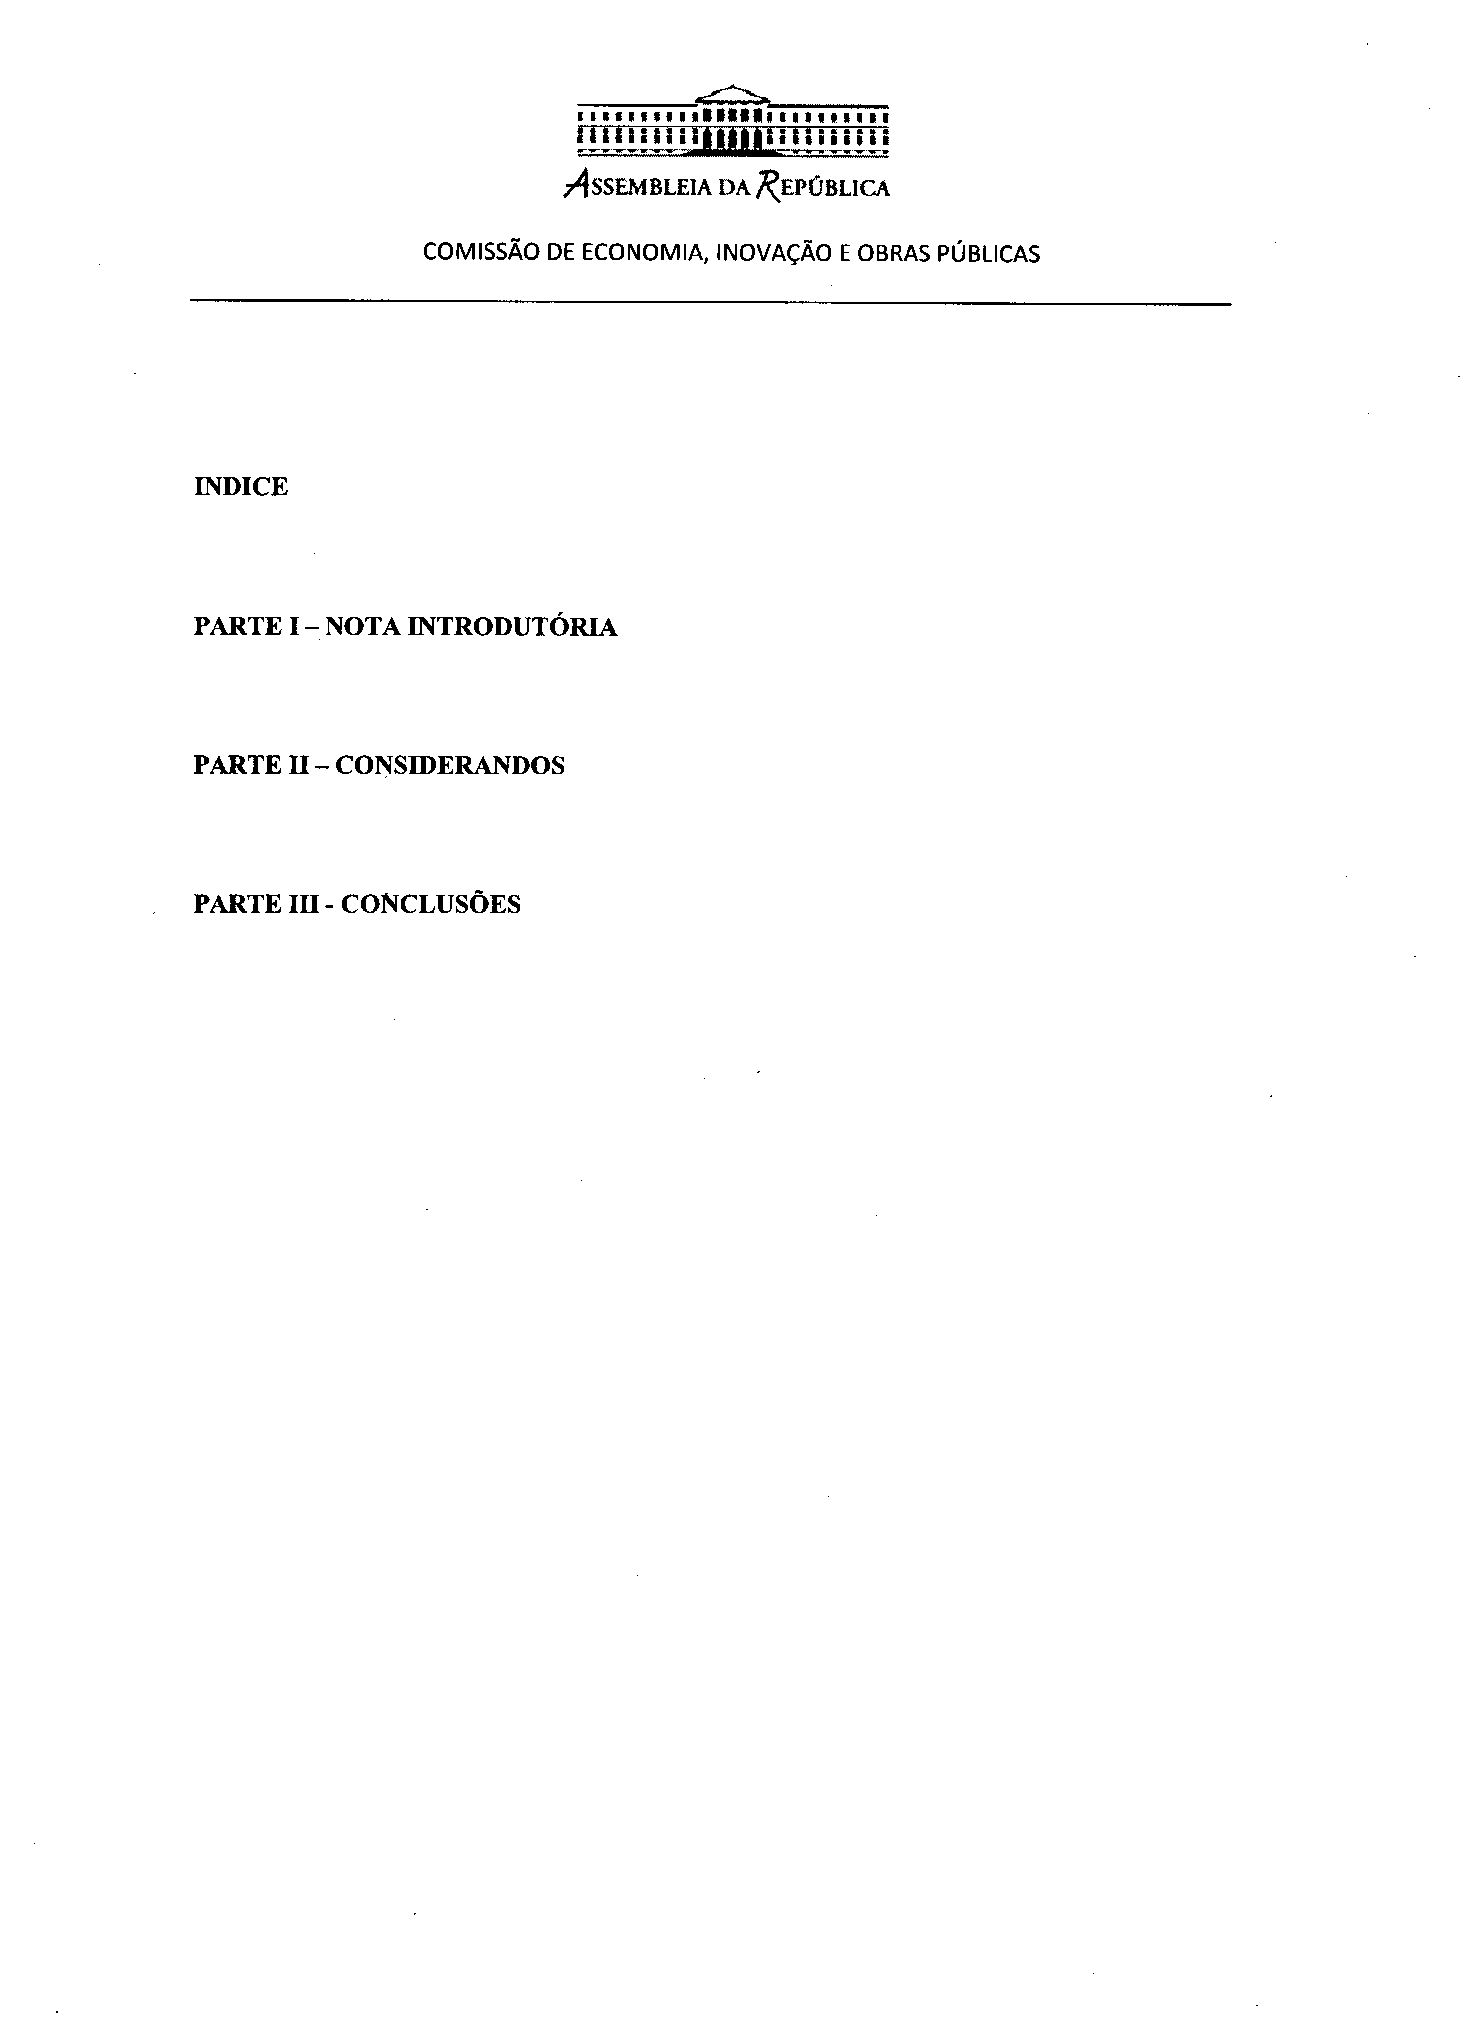 ASSEMBLEIA DA REPÚBLICA
COMISSÃO DE ECONOMIA, INOVAÇÃO E OBRAS PÚBLICAS
INDICE
PARTE I – NOTA INTRODUTÓRIA
PARTE II – CONSIDERANDOS
PARTE III - CONCLUSÕES